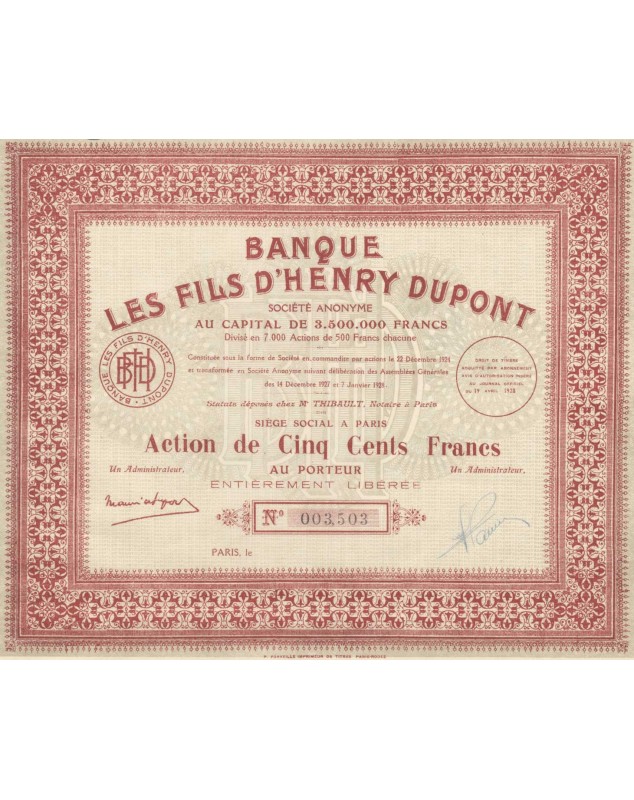 BANQUE
LES FILS D'HENRY DUPONT
SOCIÉTÉ ANONYME
AU CAPITAL DE 3.500.000 FRANCS
Divisé en 7.000 Actions de 500 Francs chacune
Constituée sous la forme de Société en commandite par actions le 22 Décembre 1924
et transformée en Société Anonyme suivant délibération des Assemblées Générales
des 14 Décembre 1927 et 7 Janvier 1928.
Statuts déposés chez Mᵉ THIBAULT, Notaire à Paris
BANQUE LES FILS D'HENRY DUPONT
DROIT DE TIMBRE
ACQUITTÉ PAR ABONNEMENT
AVIS D'AUTORISATION INSÉRÉ
AU JOURNAL OFFICIEL
DU 19 AVRIL 1928
SIEGE SOCIAL A PARIS
Action de Cinq Cents Francs
AU PORTEUR
ENTIÈREMENT LIBÉRÉE
Un Administrateur.
Un Administrateur.
Nº 003,503
PARIS, le
IMPRIMEUR DE TITRES